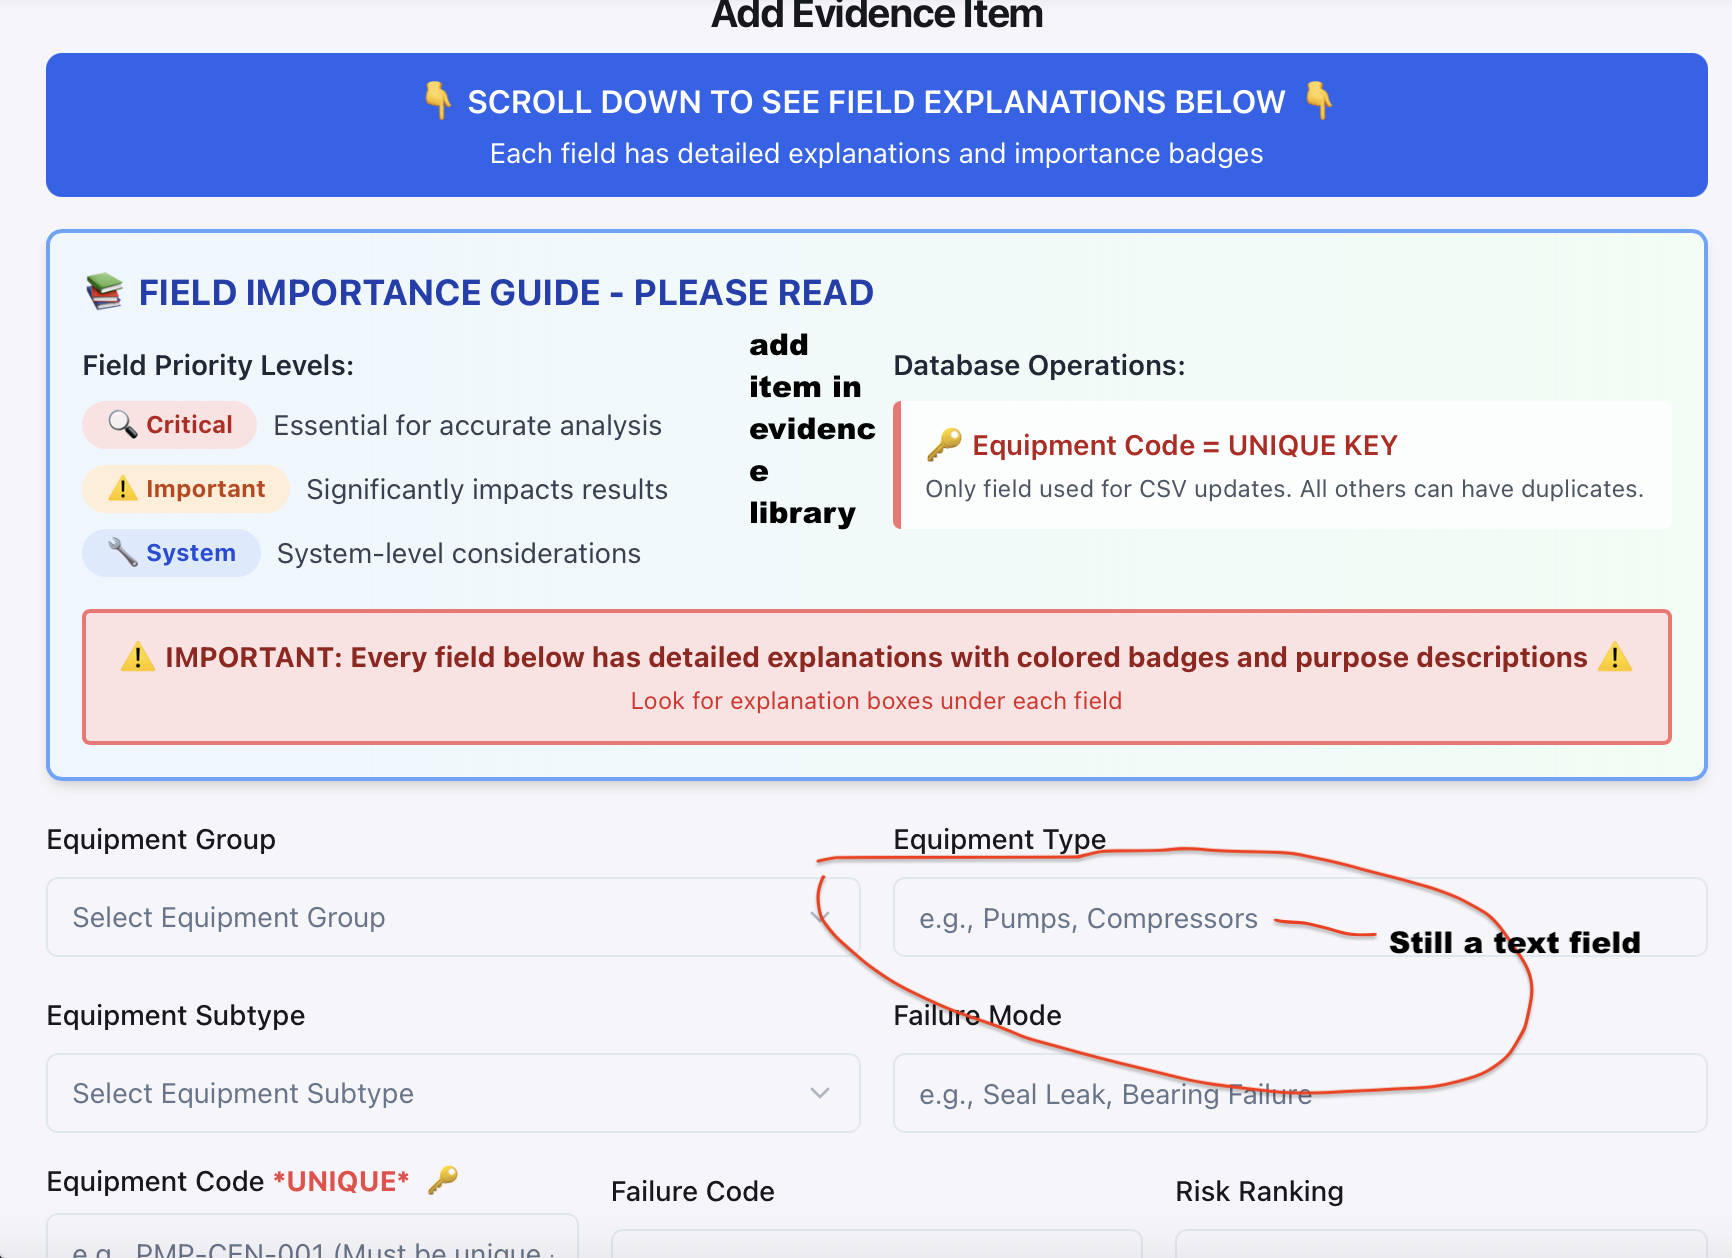 Add Evidence Item
👇 SCROLL DOWN TO SEE FIELD EXPLANATIONS BELOW 👇
Each field has detailed explanations and importance badges
📚 FIELD IMPORTANCE GUIDE - PLEASE READ
Field Priority Levels:
🔍 Critical Essential for accurate analysis
⚠️ Important Significantly impacts results
🔧 System System-level considerations
add
item in
evidenc
e
library
Database Operations:
🔑 Equipment Code = UNIQUE KEY
Only field used for CSV updates. All others can have duplicates.
⚠️ IMPORTANT: Every field below has detailed explanations with colored badges and purpose descriptions ⚠️
Look for explanation boxes under each field
Equipment Group
Select Equipment Group
Equipment Type
e.g., Pumps, Compressors
Still a text field
Equipment Subtype
Select Equipment Subtype
Failure Mode
e.g., Seal Leak, Bearing Failure
Equipment Code *UNIQUE* 🔑
e.g., PMP-CEN-001 (Must be unique
Failure Code
Risk Ranking